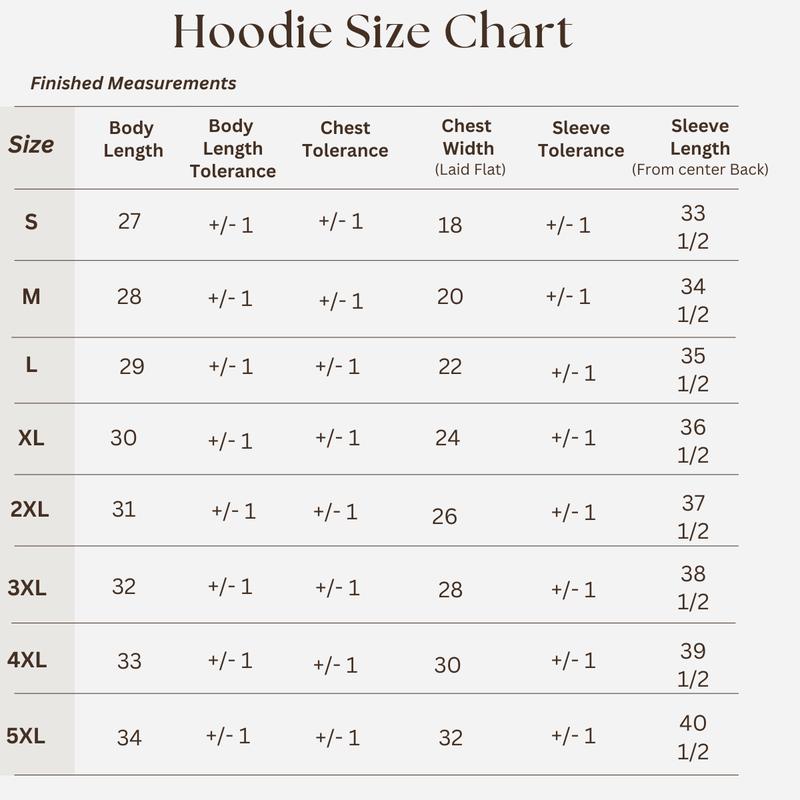 Hoodie Size Chart
Finished Measurements
Size
Body
Length
Body
Length
Tolerance
Chest
Tolerance
Chest
Width
(Laid Flat)
Sleeve
Tolerance
Sleeve
Length
(From center Back)
S 27 +/- 1 +/- 1 18 +/- 1 33
1/2
M 28 +/- 1 +/- 1 20 +/- 1 34
1/2
L 29 +/- 1 +/- 1 22 +/- 1 35
1/2
XL 30 +/- 1 +/- 1 24 +/- 1 36
1/2
2XL 31 +/- 1 +/- 1 26 +/- 1 37
1/2
3XL 32 +/- 1 +/- 1 28 +/- 1 38
1/2
4XL 33 +/- 1 +/- 1 30 +/- 1 39
1/2
5XL 34 +/- 1 +/- 1 32 +/- 1 40
1/2